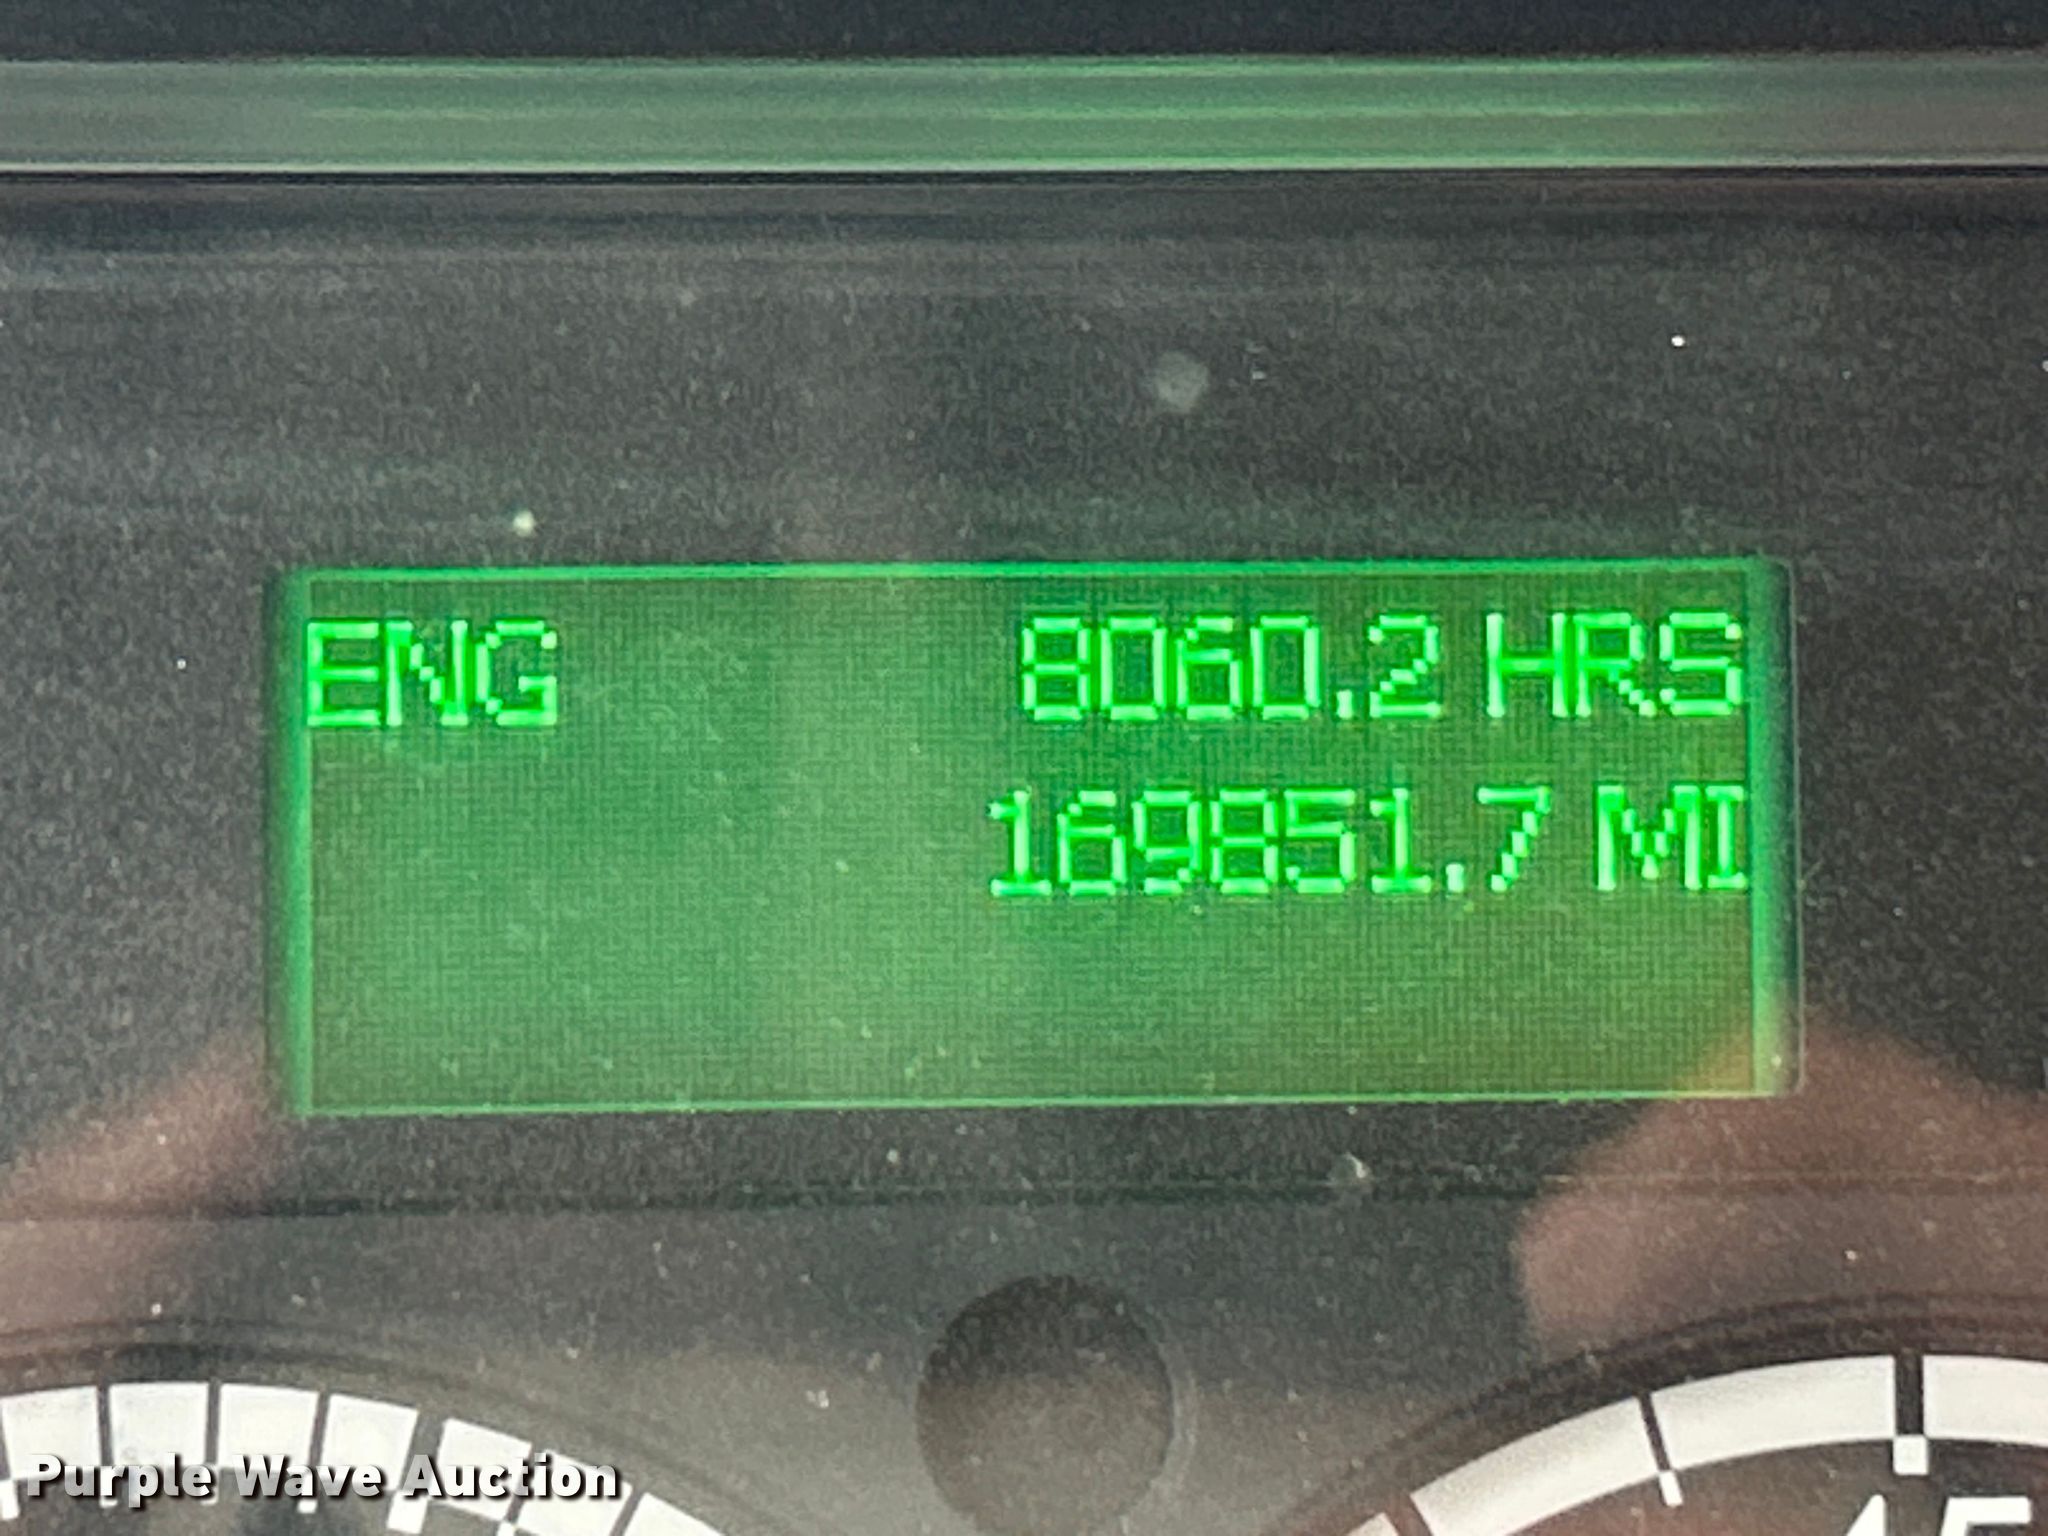 ENG 8060.2 HRS
169851.7 MI
Purple Wave Auction